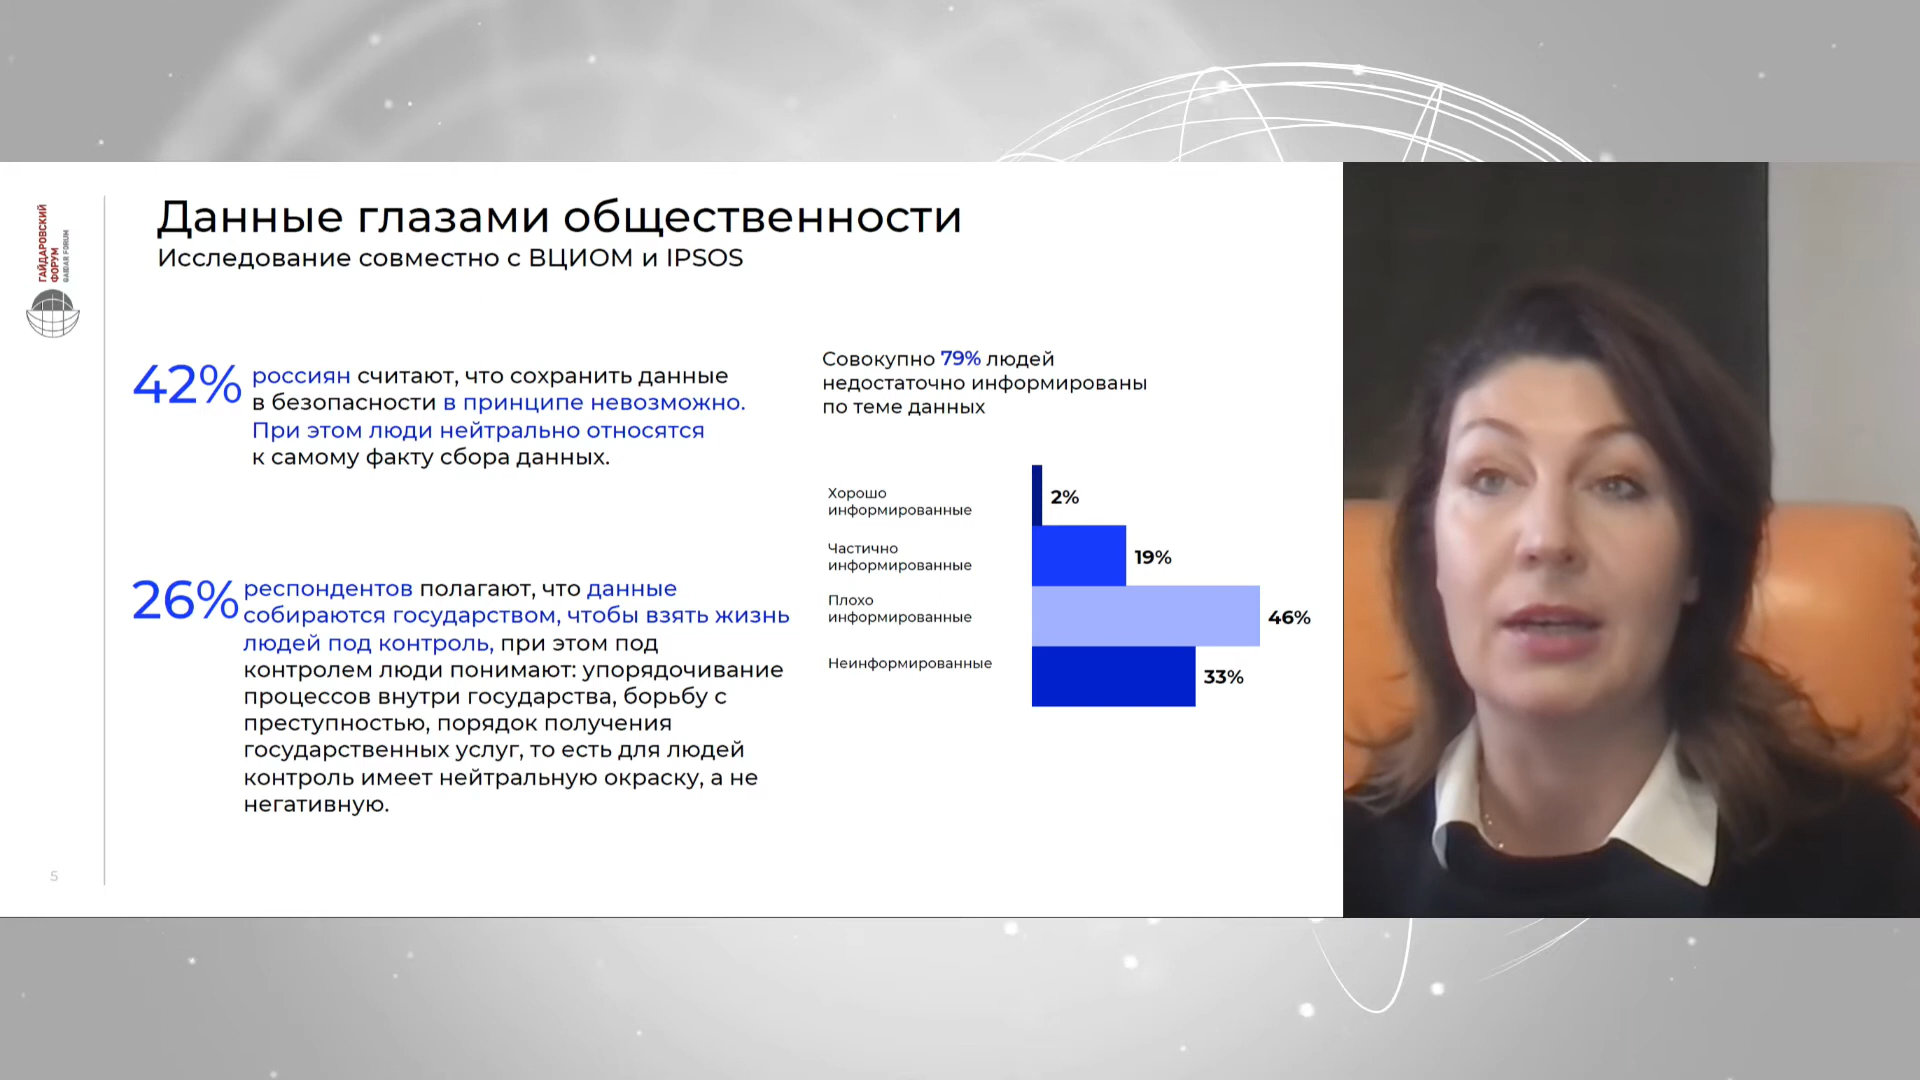 ГАЙДАРОВСКИЙ
ФОРУМ
GAIDAR FORUM
Данные глазами общественности
Исследование совместно с ВЦИОМ и IPSOS
42% россиян считают, что сохранить данные
в безопасности в принципе невозможно.
При этом люди нейтрально относятся
к самому факту сбора данных.
26% респондентов полагают, что данные
собираются государством, чтобы взять жизнь
людей под контроль, при этом под
контролем люди понимают: упорядочивание
процессов внутри государства, борьбу с
преступностью, порядок получения
государственных услуг, то есть для людей
контроль имеет нейтральную окраску, а не
негативную.
Совокупно 79% людей
недостаточно информированы
по теме данных
Хорошо
информированные
2%
Частично
информированные
19%
Плохо
информированные
46%
Неинформированные
33%
5